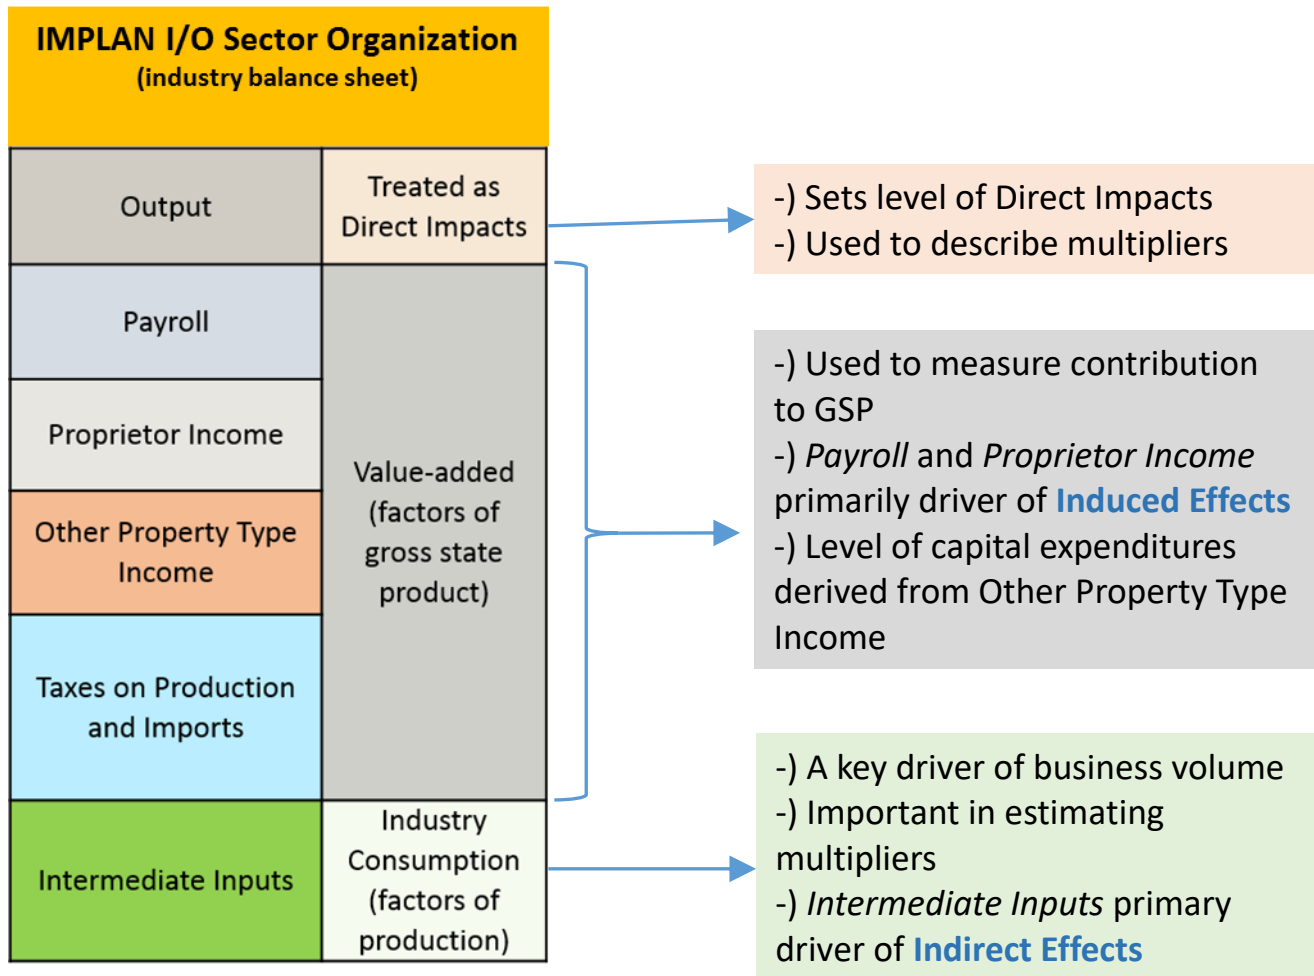 IMPLAN I/O Sector Organization
(industry balance sheet)
Output
Treated as
Direct Impacts
Payroll
Proprietor Income
Other Property Type
Income
Taxes on Production
and Imports
Value-added
(factors of
gross state
product)
Intermediate Inputs
Industry
Consumption
(factors of
production)
-) Sets level of Direct Impacts
-) Used to describe multipliers
-) Used to measure contribution
to GSP
-) Payroll and Proprietor Income
primarily driver of Induced Effects
-) Level of capital expenditures
derived from Other Property Type
Income
-) A key driver of business volume
-) Important in estimating
multipliers
-) Intermediate Inputs primary
driver of Indirect Effects